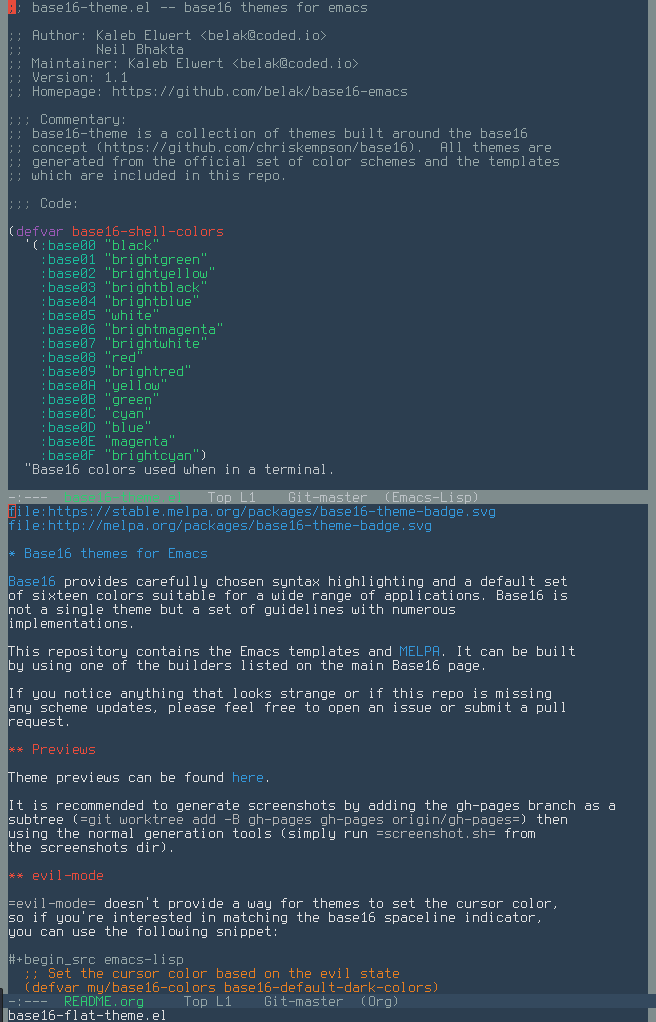 ;; base16-theme.el -- base16 themes for emacs
;; Author: Kaleb Elwert <belak@coded.io>
;;         Neil Bhakta
;; Maintainer: Kaleb Elwert <belak@coded.io>
;; Version: 1.1
;; Homepage: https://github.com/belak/base16-emacs
;;; Commentary:
;; base16-theme is a collection of themes built around the base16
;; concept (https://github.com/chriskempson/base16).  All themes are
;; generated from the official set of color schemes and the templates
;; which are included in this repo.
;;; Code:
(defvar base16-shell-colors
  '(:base00 "black"
    :base01 "brightgreen"
    :base02 "brightyellow"
    :base03 "brightblack"
    :base04 "brightblue"
    :base05 "white"
    :base06 "brightmagenta"
    :base07 "brightwhite"
    :base08 "red"
    :base09 "brightred"
    :base0A "yellow"
    :base0B "green"
    :base0C "cyan"
    :base0D "blue"
    :base0E "magenta"
    :base0F "brightcyan")
  "Base16 colors used when in a terminal.
-:---  base16-theme.el   Top L1    Git-master  (Emacs-Lisp)
file:https://stable.melpa.org/packages/base16-theme-badge.svg
file:http://melpa.org/packages/base16-theme-badge.svg
* Base16 themes for Emacs
Base16 provides carefully chosen syntax highlighting and a default set
of sixteen colors suitable for a wide range of applications. Base16 is
not a single theme but a set of guidelines with numerous
implementations.
This repository contains the Emacs templates and MELPA. It can be built
by using one of the builders listed on the main Base16 page.
If you notice anything that looks strange or if this repo is missing
any scheme updates, please feel free to open an issue or submit a pull
request.
** Previews
Theme previews can be found here.
It is recommended to generate screenshots by adding the gh-pages branch as a
subtree (=git worktree add -B gh-pages gh-pages origin/gh-pages=) then
using the normal generation tools (simply run =screenshot.sh= from
the screenshots dir).
** evil-mode
=evil-mode= doesn't provide a way for themes to set the cursor color,
so if you're interested in matching the base16 spaceline indicator,
you can use the following snippet:
#+begin_src emacs-lisp
  ;; Set the cursor color based on the evil state
  (defvar my/base16-colors base16-default-dark-colors)
-:---  README.org     Top L1    Git-master  (Org)
base16-flat-theme.el